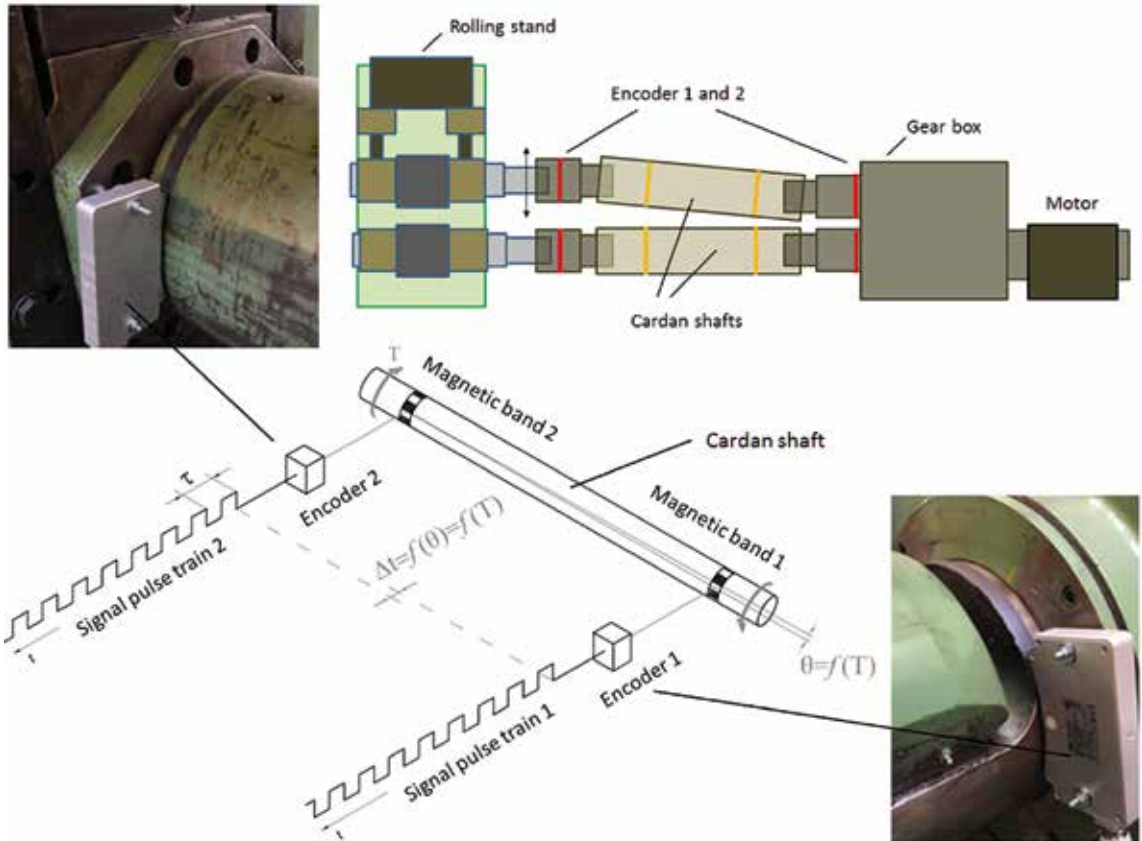 Rolling stand
Encoder 1 and 2
Gear box
Motor
Cardan shafts
T
Magnetic band 2
Cardan shaft
τ
Encoder 2
Magnetic band 1
Δt=f(θ)=f(T)
Signal pulse train 2
t
Encoder 1
θ=f(T)
Signal pulse train 1
t